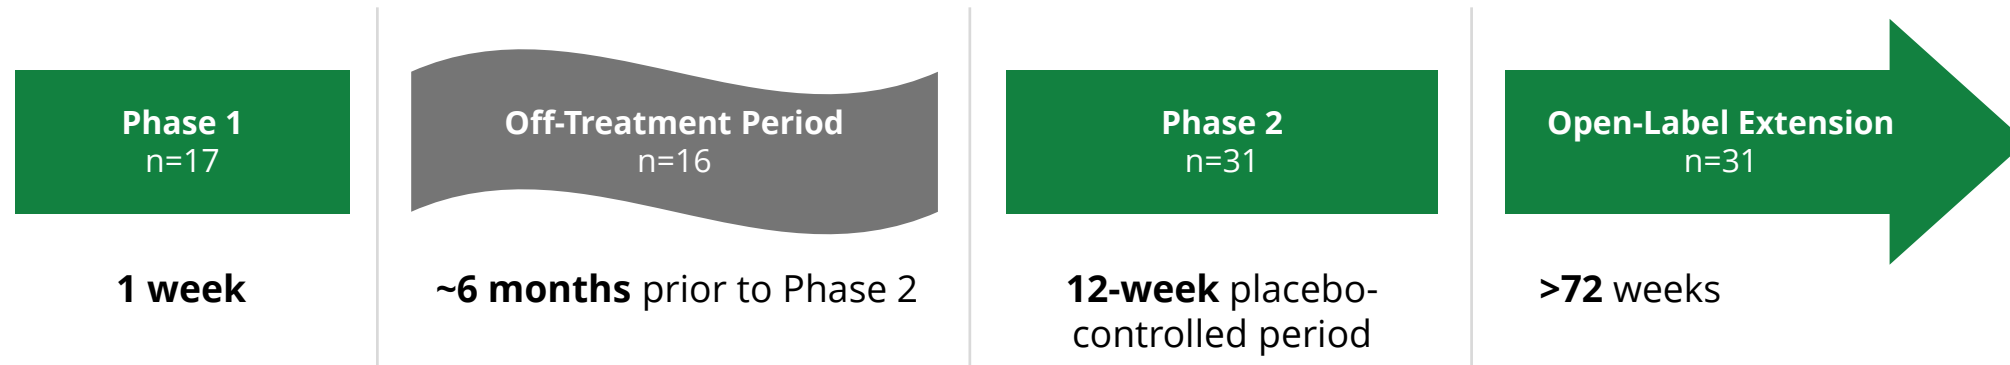 Phase 1
n=17
1 week
Off-Treatment Period
n=16
~6 months prior to Phase 2
Phase 2
n=31
12-week placebo-
controlled period
Open-Label Extension
n=31
>72 weeks